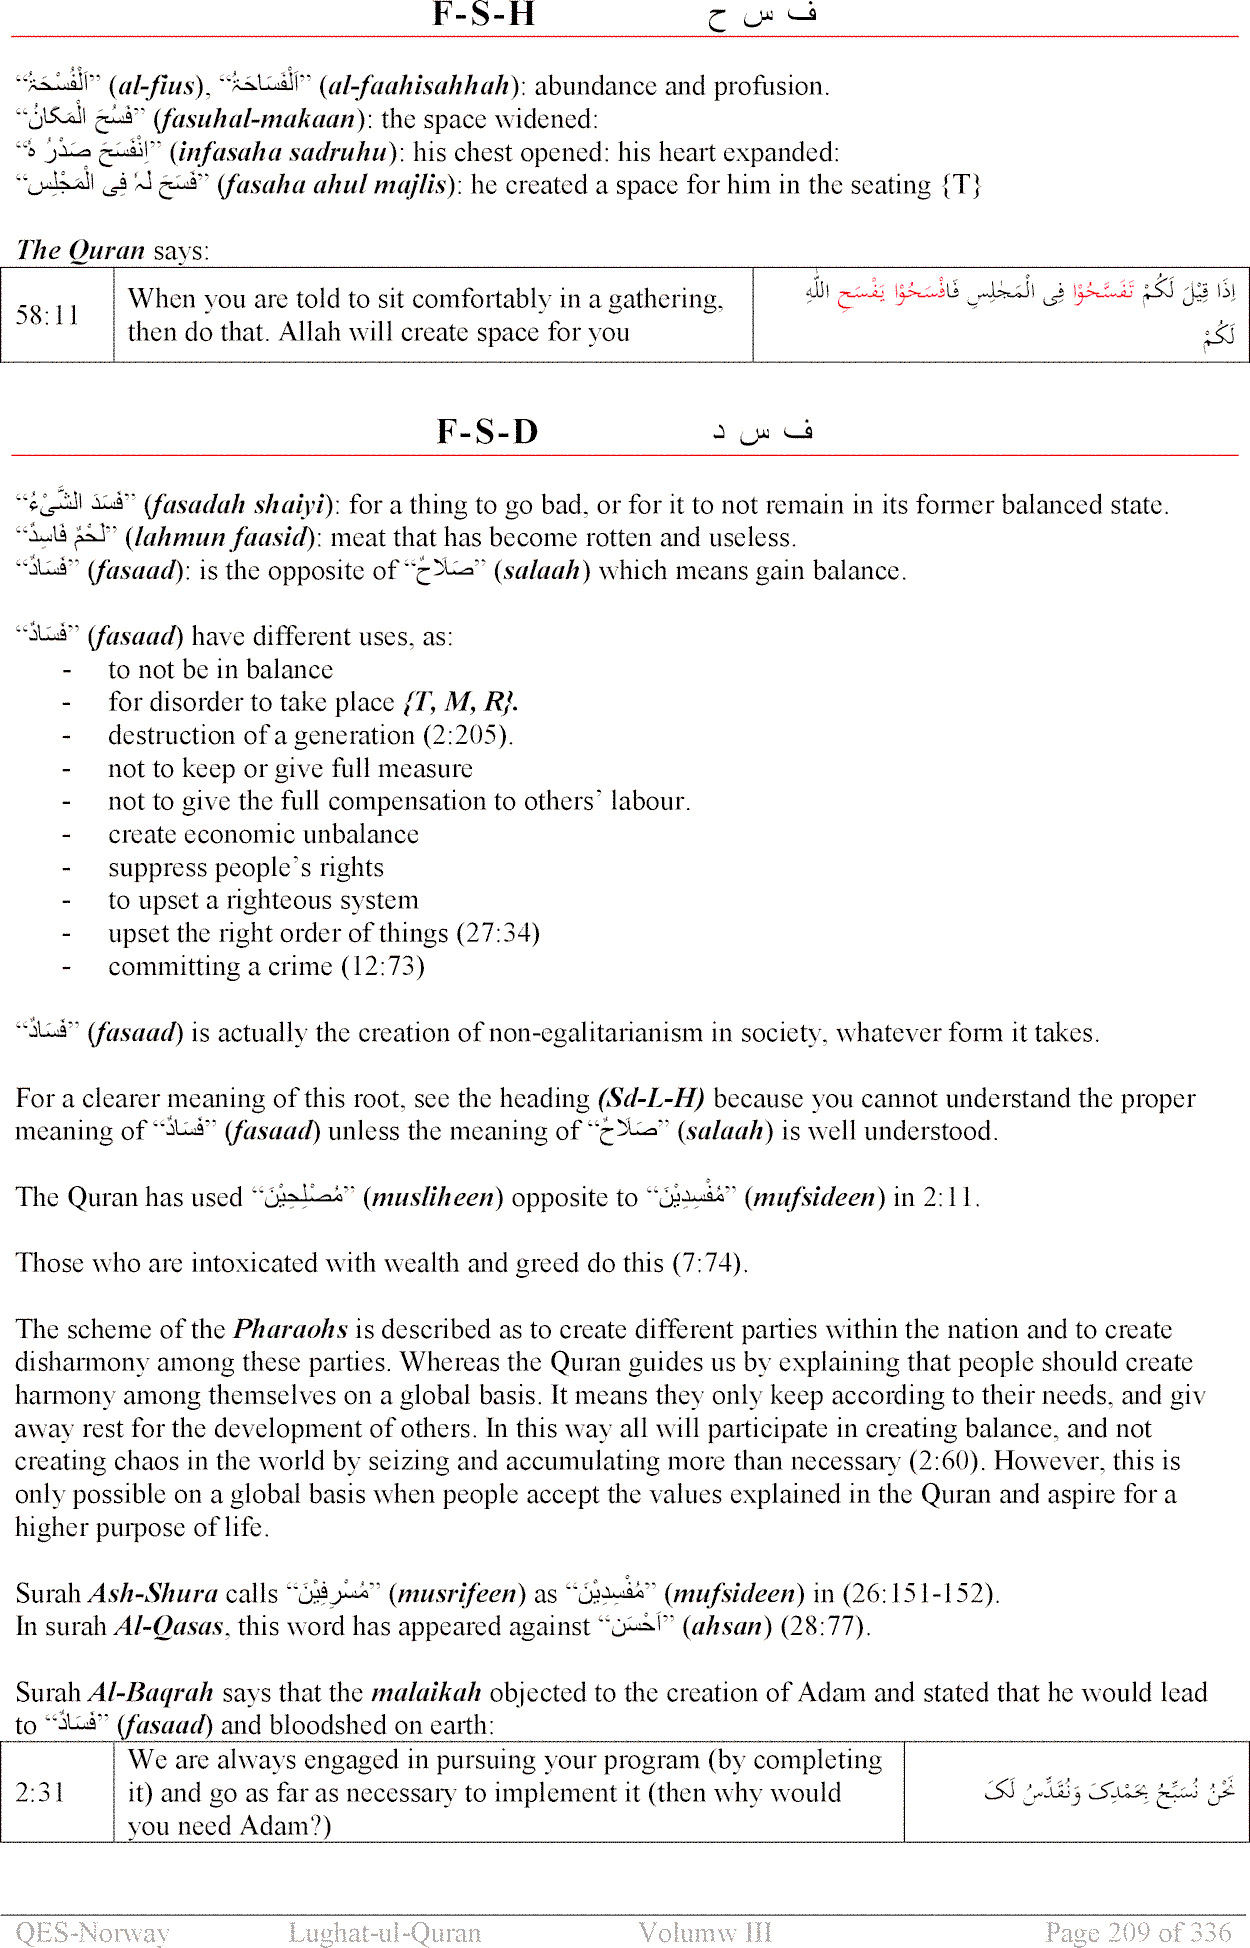 F-S-H ف س ح
“اَلْفُسْحَۃُ” (al-fius), “اَلْفَسَاحَۃُ” (al-faahisahhah): abundance and profusion.
“فَسُحَ الْمَکَانُ” (fasuhal-makaan): the space widened:
“اِنْفَسَحَ صَدْرُ ہٗ” (infasaha sadruhu): his chest opened: his heart expanded:
“فَسَحَ لَہٗ فِی الْمَجْلِسِ” (fasaha ahul majlis): he created a space for him in the seating {T}
The Quran says:
58:11
When you are told to sit comfortably in a gathering,
then do that. Allah will create space for you
اِذَا قِیْلَ لَکُمْ تَفَسَّحُوْا فِی الْمَجٰلِسِ فَافْسَحُوْا یَفْسَحِ اللّٰہُ
لَکُمْ
F-S-D ف س د
“فَسَدَ الشَّیْءُ” (fasadah shaiyi): for a thing to go bad, or for it to not remain in its former balanced state.
“لَحْمٌ فَاسِدٌ” (lahmun faasid): meat that has become rotten and useless.
“فَسَادٌ” (fasaad): is the opposite of “صَلَاحٌ” (salaah) which means gain balance.
“فَسَادٌ” (fasaad) have different uses, as:
- to not be in balance
- for disorder to take place {T, M, R}.
- destruction of a generation (2:205).
- not to keep or give full measure
- not to give the full compensation to others’ labour.
- create economic unbalance
- suppress people’s rights
- to upset a righteous system
- upset the right order of things (27:34)
- committing a crime (12:73)
“فَسَادٌ” (fasaad) is actually the creation of non-egalitarianism in society, whatever form it takes.
For a clearer meaning of this root, see the heading (Sd-L-H) because you cannot understand the proper
meaning of “فَسَادٌ” (fasaad) unless the meaning of “صَلَاحٌ” (salaah) is well understood.
The Quran has used “مُصْلِحِیْنَ” (musliheen) opposite to “مُفْسِدِیْنَ” (mufsideen) in 2:11.
Those who are intoxicated with wealth and greed do this (7:74).
The scheme of the Pharaohs is described as to create different parties within the nation and to create
disharmony among these parties. Whereas the Quran guides us by explaining that people should create
harmony among themselves on a global basis. It means they only keep according to their needs, and giv
away rest for the development of others. In this way all will participate in creating balance, and not
creating chaos in the world by seizing and accumulating more than necessary (2:60). However, this is
only possible on a global basis when people accept the values explained in the Quran and aspire for a
higher purpose of life.
Surah Ash-Shura calls “مُسْرِفِیْنَ” (musrifeen) as “مُفْسِدِیْنَ” (mufsideen) in (26:151-152).
In surah Al-Qasas, this word has appeared against “اَحْسَن” (ahsan) (28:77).
Surah Al-Baqrah says that the malaikah objected to the creation of Adam and stated that he would lead
to “فَسَادٌ” (fasaad) and bloodshed on earth:
2:31
We are always engaged in pursuing your program (by completing
it) and go as far as necessary to implement it (then why would
you need Adam?)
نَحْنُ نُسَبِّحُ بِحَمْدِکَ وَنُقَدِّسُ لَکَ
QES-Norway Lughat-ul-Quran Volumw III Page 209 of 336